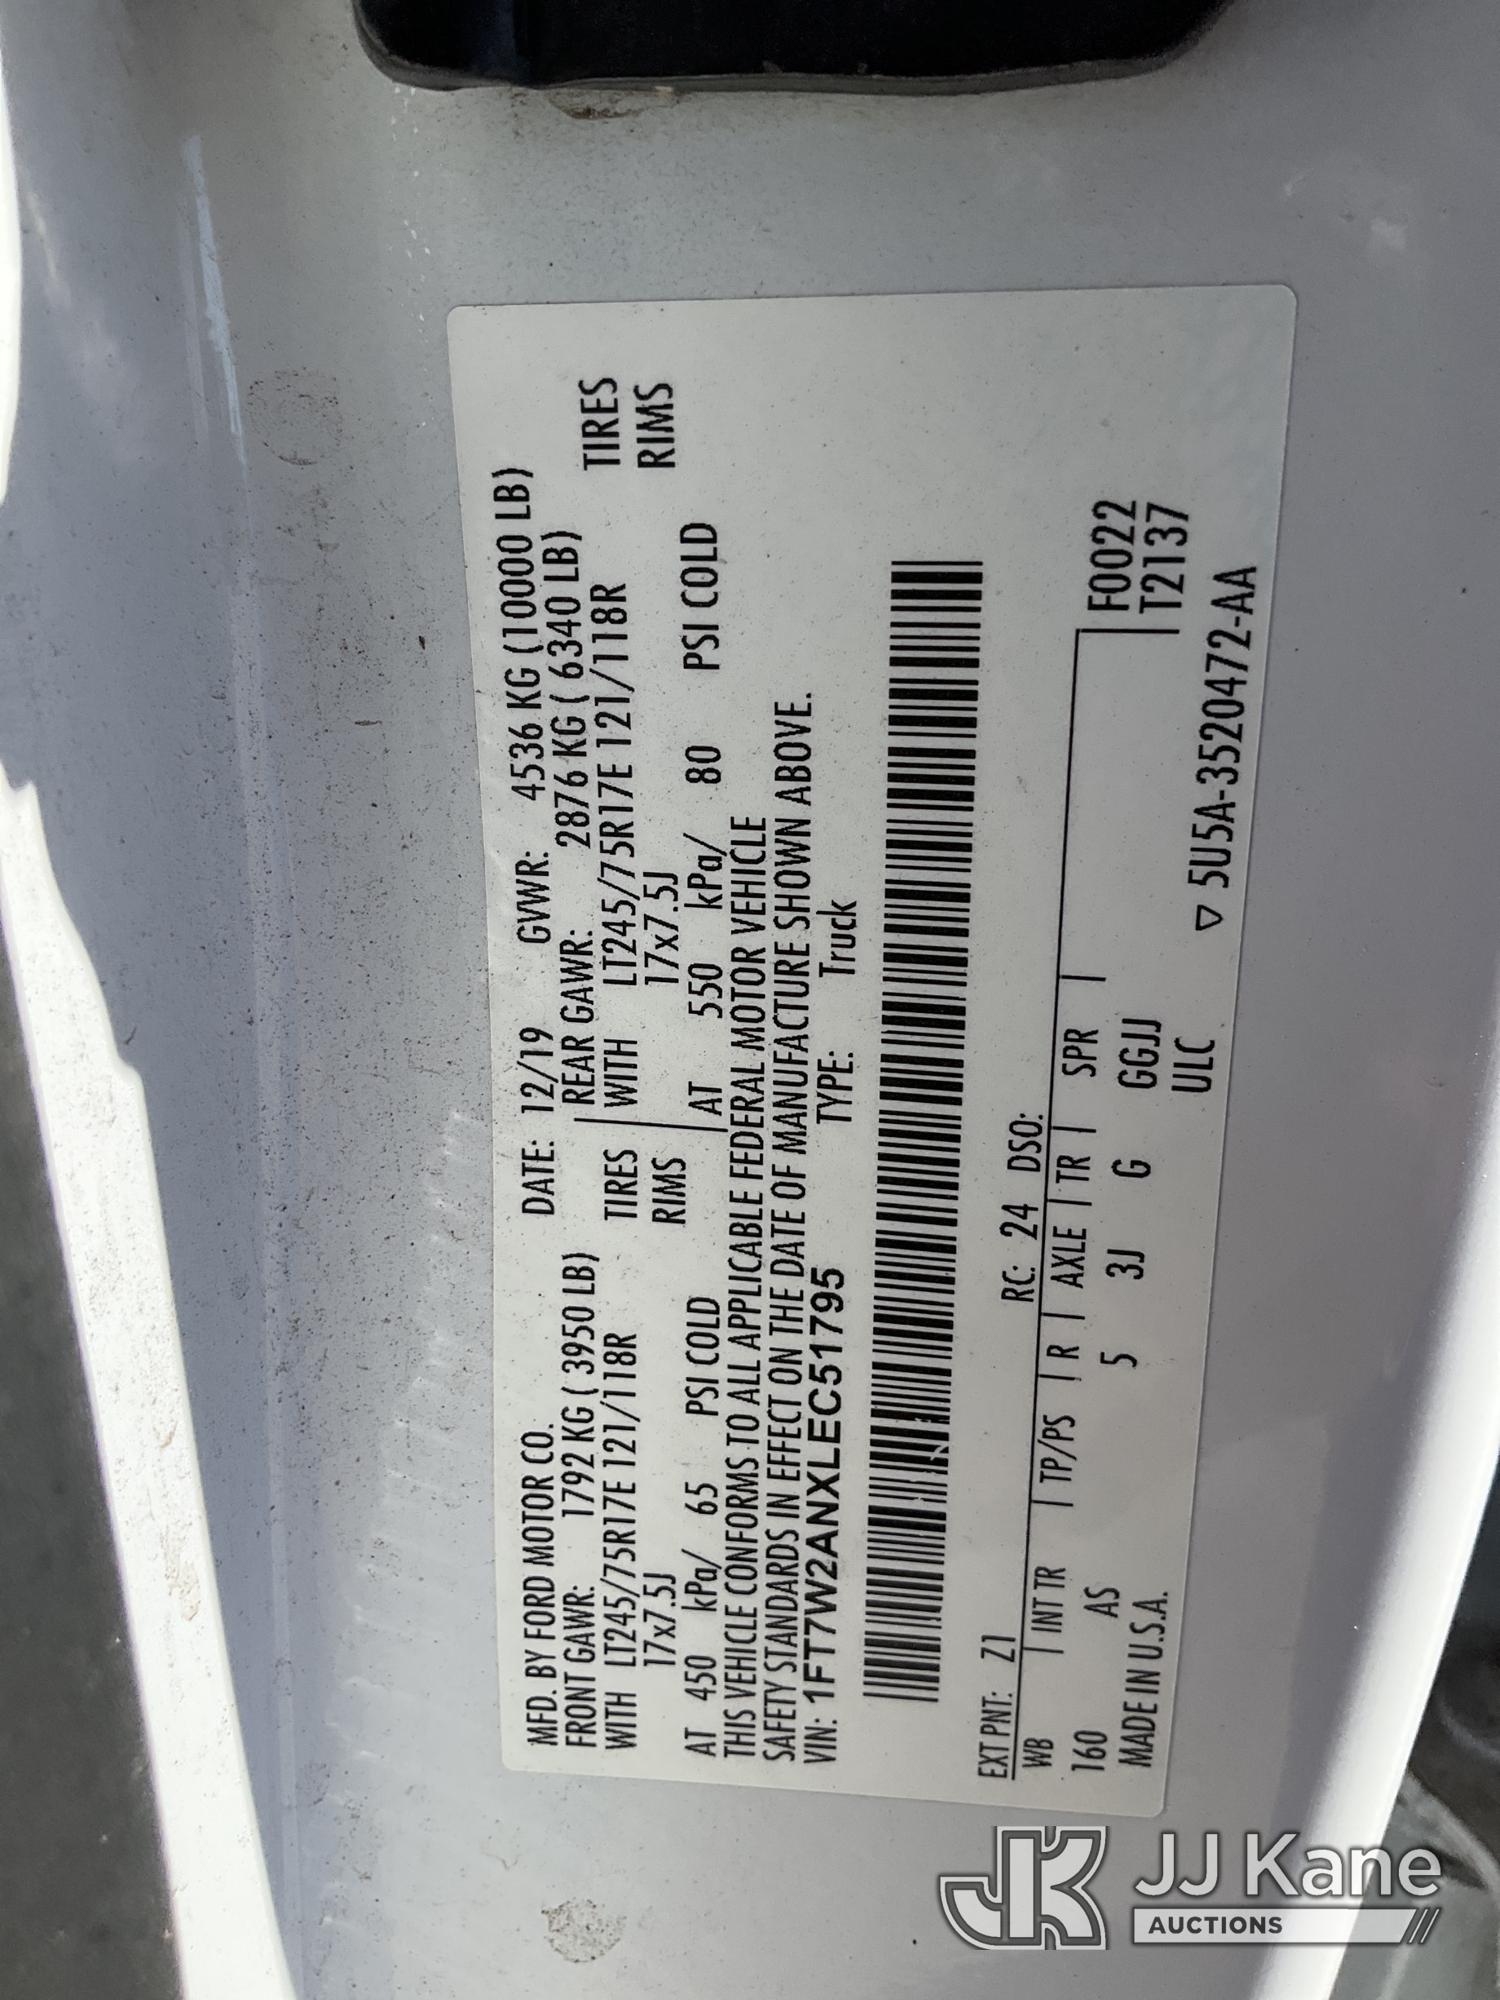 MFD. BY FORD MOTOR CO. DATE: 12/19 GVWR: 4536 KG (10000 LB)
FRONT GAWR: 1792 KG ( 3950 LB) REAR GAWR: 2876 KG ( 6340 LB)
WITH LT245/75R17E 121/118R TIRES WITH LT245/75R17E 121/118R TIRES
17x7.5J RIMS 17x7.5J RIMS
AT 450 kPa/ 65 PSI COLD AT 550 kPa/ 80 PSI COLD
THIS VEHICLE CONFORMS TO ALL APPLICABLE FEDERAL MOTOR VEHICLE
SAFETY STANDARDS IN EFFECT ON THE DATE OF MANUFACTURE SHOWN ABOVE.
VIN: 1FT7W2ANXLEC51795 TYPE: Truck
EXT PNT: Z1 RC: 24 DSO:
WB INT TR TP/PS R AXLE TR SPR F0022
160 AS 5 3J G GGJJ T2137
MADE IN U.S.A. ULC ▽ 5U5A-3520472-AA
JK JJ Kane
AUCTIONS